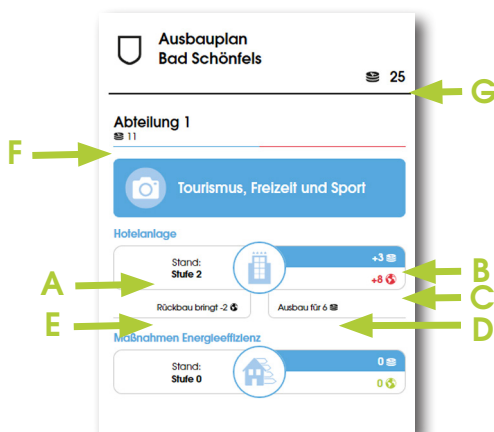 Ausbauplan
Bad Schönfels
25
G
Abteilung 1
11
F
Tourismus, Freizeit und Sport
Hotelanlage
Stand:
Stufe 2
+3
+8
B
A
C
Rückbau bringt -2
Ausbau für 6
E
D
Maßnahmen Energieeffizienz
Stand:
Stufe 0
0
0